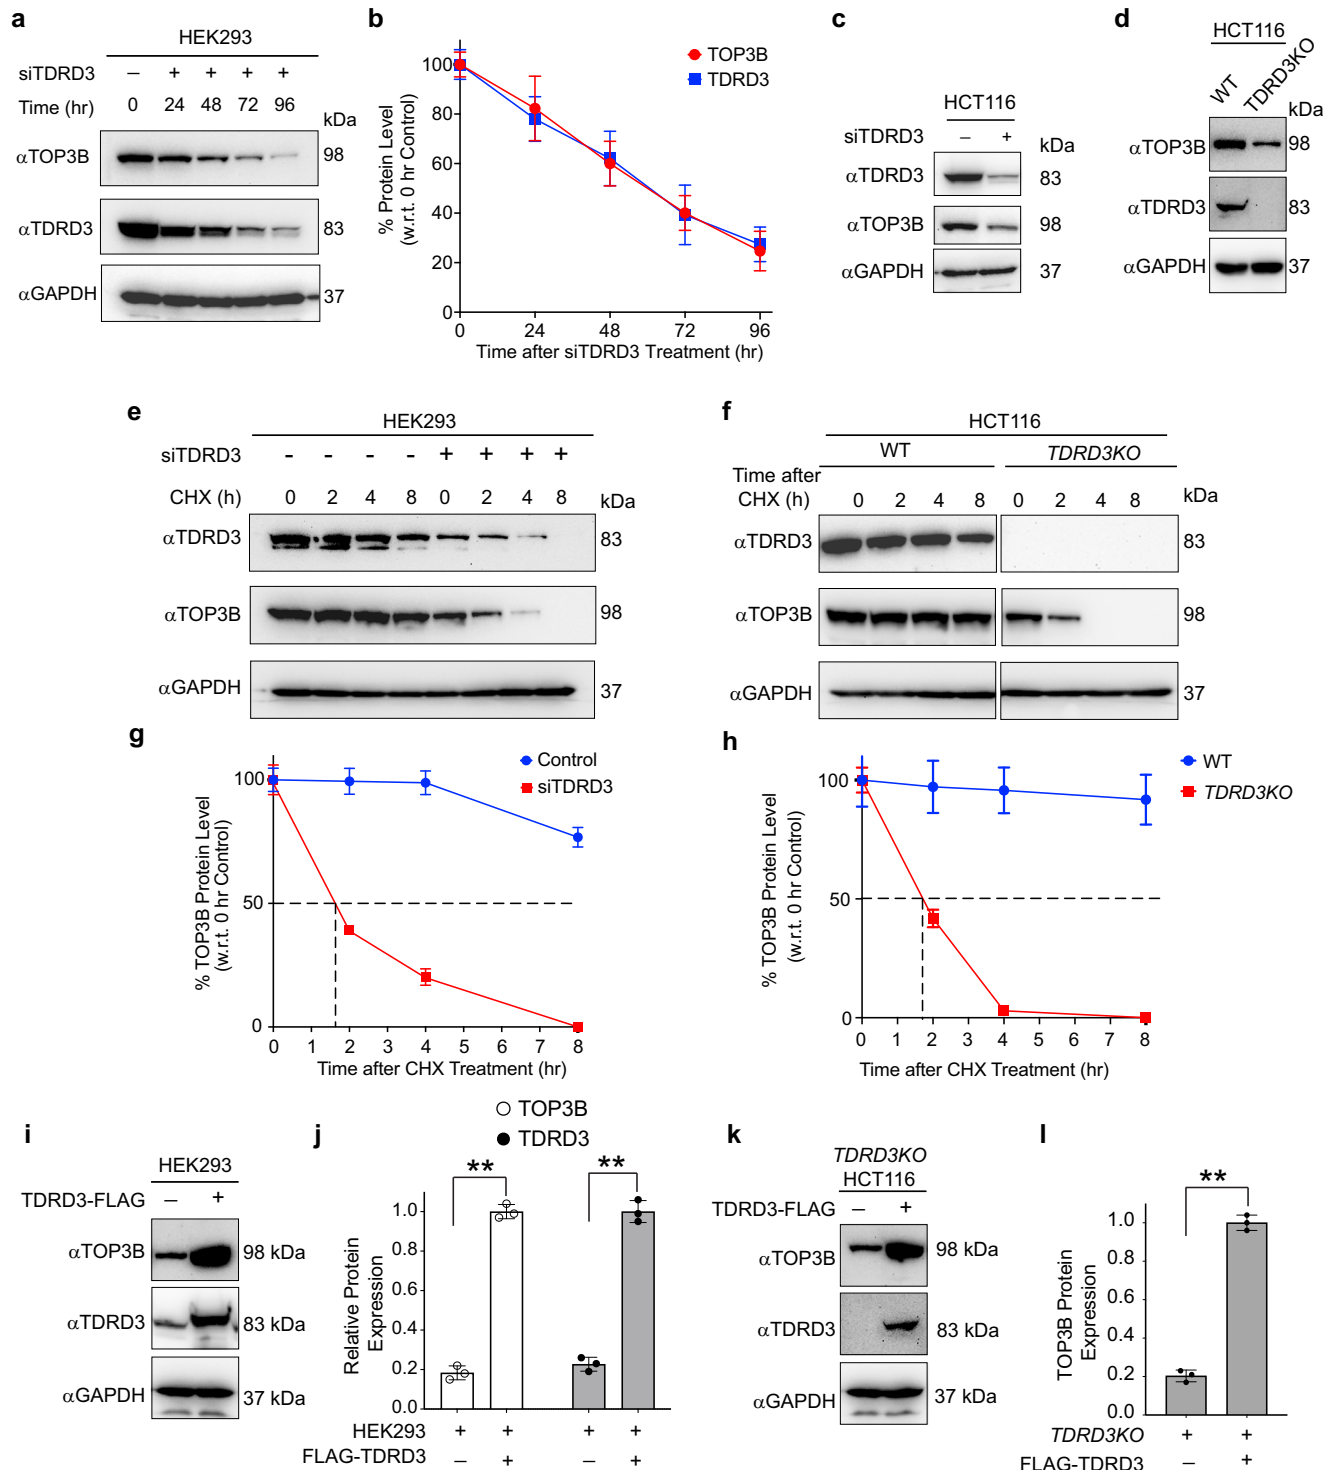 a
HEK293
siTDRD3 – + + + +
Time (hr) 0 24 48 72 96
kDa
αTOP3B 98
αTDRD3 83
αGAPDH 37
b
TOP3B
TDRD3
% Protein Level
(w.r.t. 0 hr Control)
100
80
60
40
20
0
0 24 48 72 96
Time after siTDRD3 Treatment (hr)
c
HCT116
siTDRD3 – +
kDa
αTDRD3 83
αTOP3B 98
αGAPDH 37
d
HCT116
WT TDRD3KO
kDa
αTOP3B 98
αTDRD3 83
αGAPDH 37
e
HEK293
siTDRD3 - - - - + + + +
CHX (h) 0 2 4 8 0 2 4 8
kDa
αTDRD3 83
αTOP3B 98
αGAPDH 37
f
HCT116
WT TDRD3KO
Time after
CHX (h) 0 2 4 8 0 2 4 8
kDa
αTDRD3 83
αTOP3B 98
αGAPDH 37
g
Control
siTDRD3
% TOP3B Protein Level
(w.r.t. 0 hr Control)
100
50
0
0 1 2 3 4 5 6 7 8
Time after CHX Treatment (hr)
h
WT
TDRD3KO
% TOP3B Protein Level
(w.r.t. 0 hr Control)
100
50
0
0 1 2 3 4 5 6 7 8
Time after CHX Treatment (hr)
i
HEK293
TDRD3-FLAG – +
αTOP3B 98 kDa
αTDRD3 83 kDa
αGAPDH 37 kDa
j
TOP3B
TDRD3
** **
Relative Protein
Expression
1.0
0.8
0.6
0.4
0.2
0.0
HEK293 + + + +
FLAG-TDRD3 – + – +
k
TDRD3KO
HCT116
TDRD3-FLAG – +
αTOP3B 98 kDa
αTDRD3 83 kDa
αGAPDH 37 kDa
l
**
TOP3B Protein
Expression
1.0
0.8
0.6
0.4
0.2
0.0
TDRD3KO + +
FLAG-TDRD3 – +